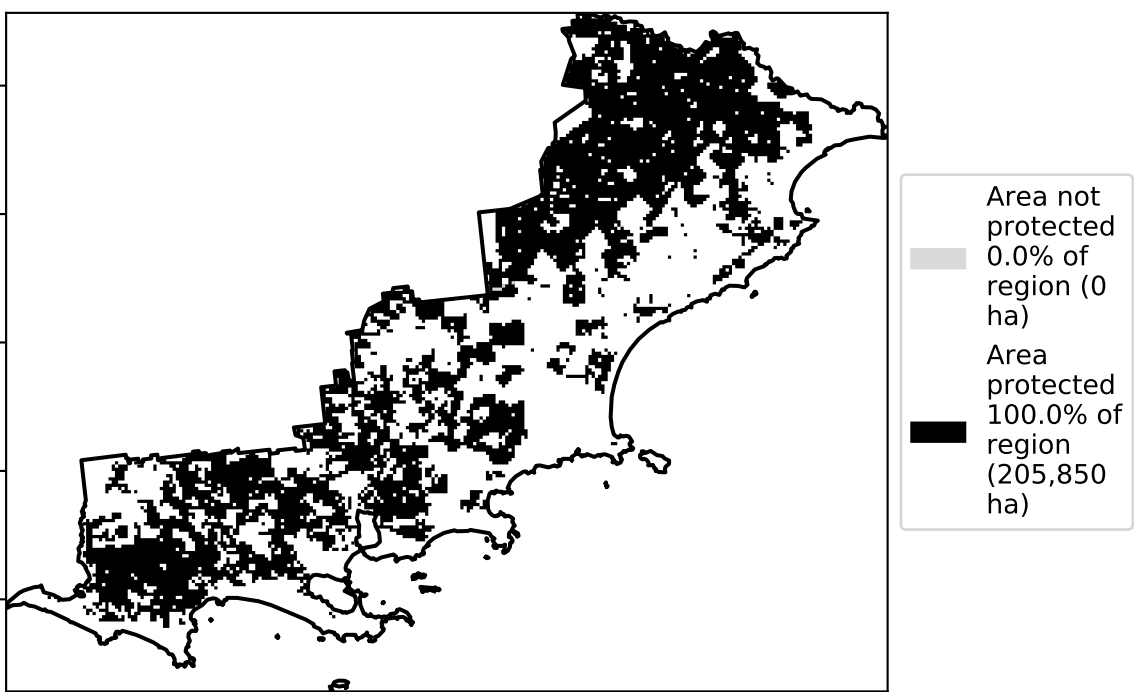 Area not
protected
0.0% of
region (0
ha)
Area
protected
100.0% of
region
(205,850
ha)